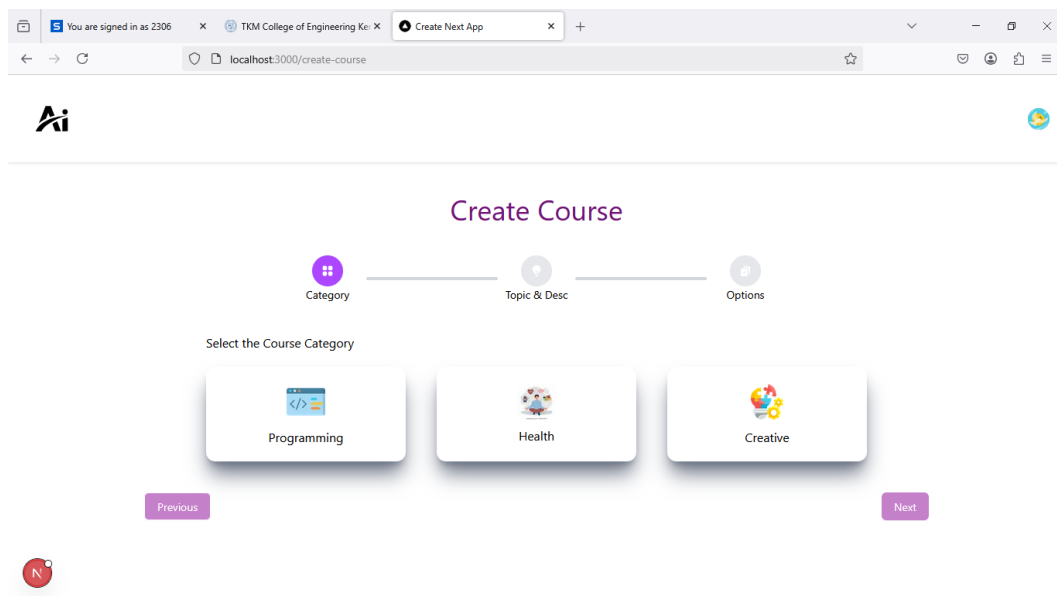 You are signed in as 2306
TKM College of Engineering Ke
Create Next App
localhost:3000/create-course
Ai
Create Course
Category
Topic & Desc
Options
Select the Course Category
Programming
Health
Creative
Previous
Next
N